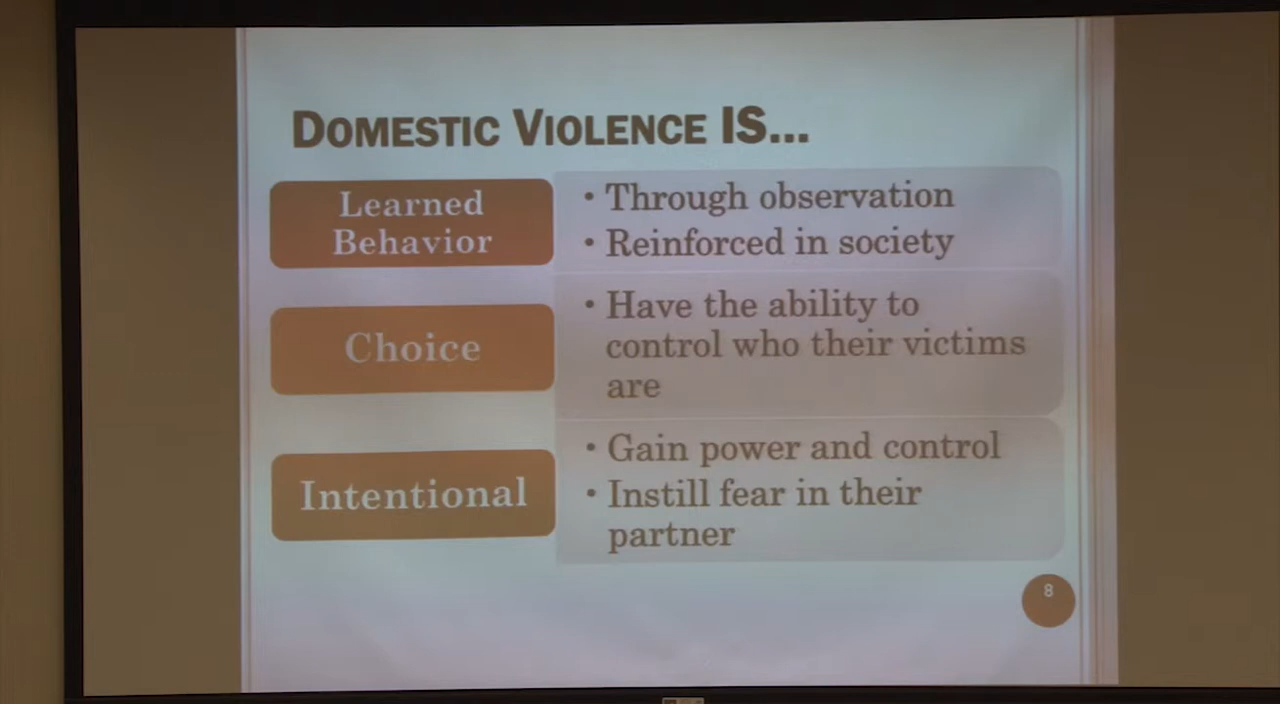 DOMESTIC VIOLENCE IS...
Learned
Behavior
• Through observation
• Reinforced in society
Choice
• Have the ability to
control who their victims
are
Intentional
• Gain power and control
• Instill fear in their
partner
8